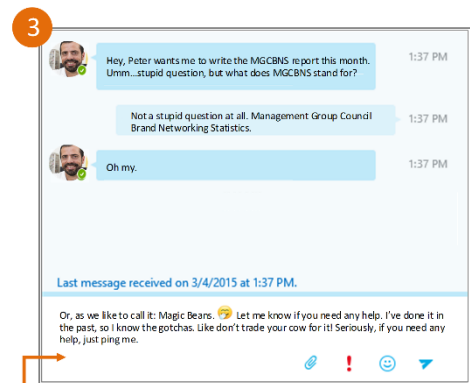 3
Hey, Peter wants me to write the MGCBNS report this month.
1:37 PM
Umm...stupid question, but what does MGCBNS stand for?
Not a stupid question at all. Management Group Council
1:37 PM
Brand Networking Statistics.
Oh my.
1:37 PM
Last message received on 3/4/2015 at 1:37 PM.
Or, as we like to call it: Magic Beans. 🤭 Let me know if you need any help. I've done it in
the past, so I know the gotchas. Like don't trade your cow for it! Seriously, if you need any
help, just ping me.